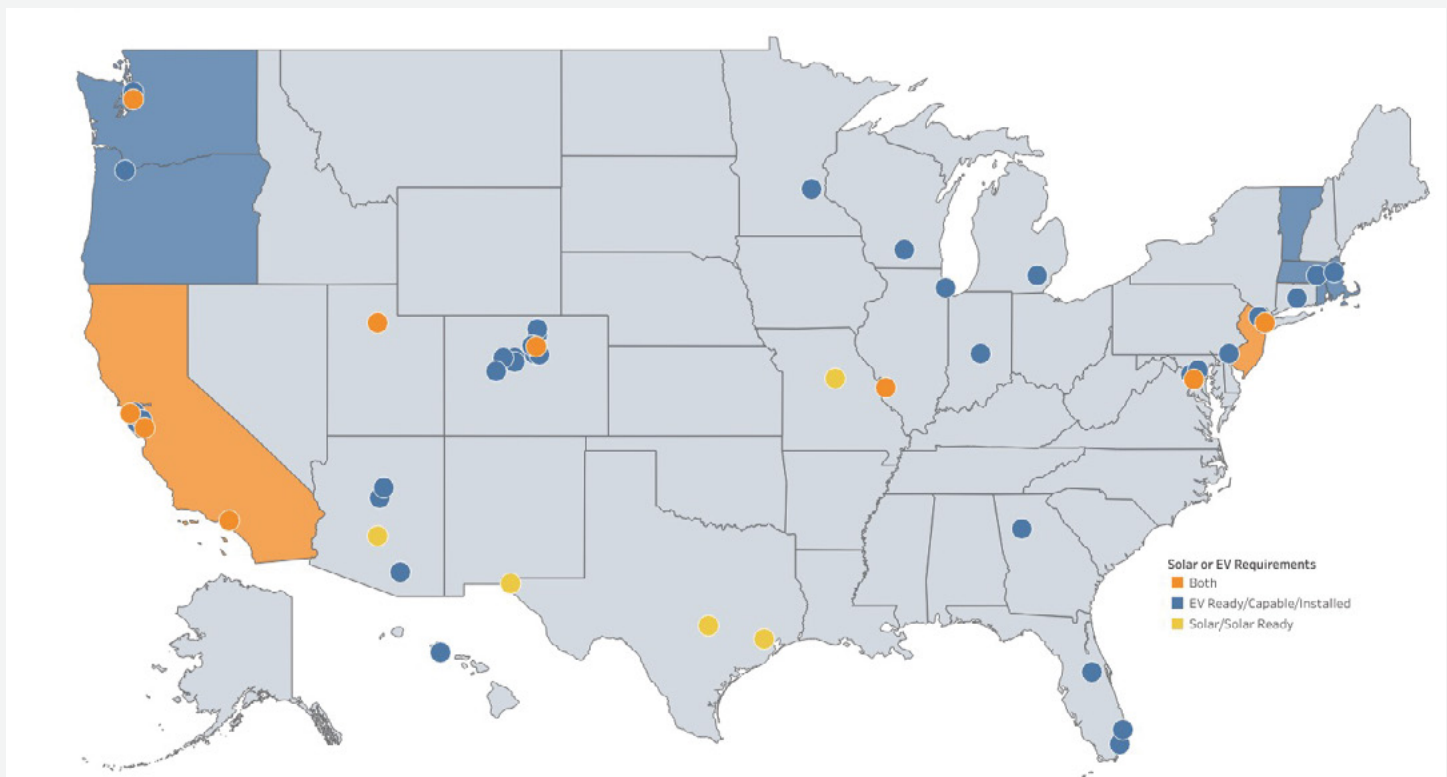 Solar or EV Requirements
Both
EV Ready/Capable/Installed
Solar/Solar Ready